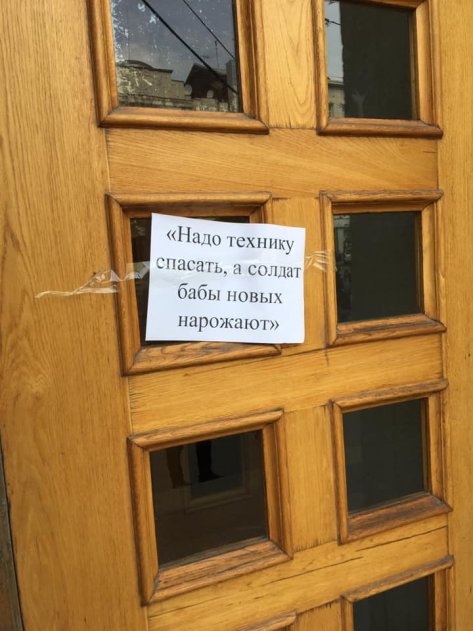 «Надо технику
спасать, а солдат
бабы новых
нарожают»